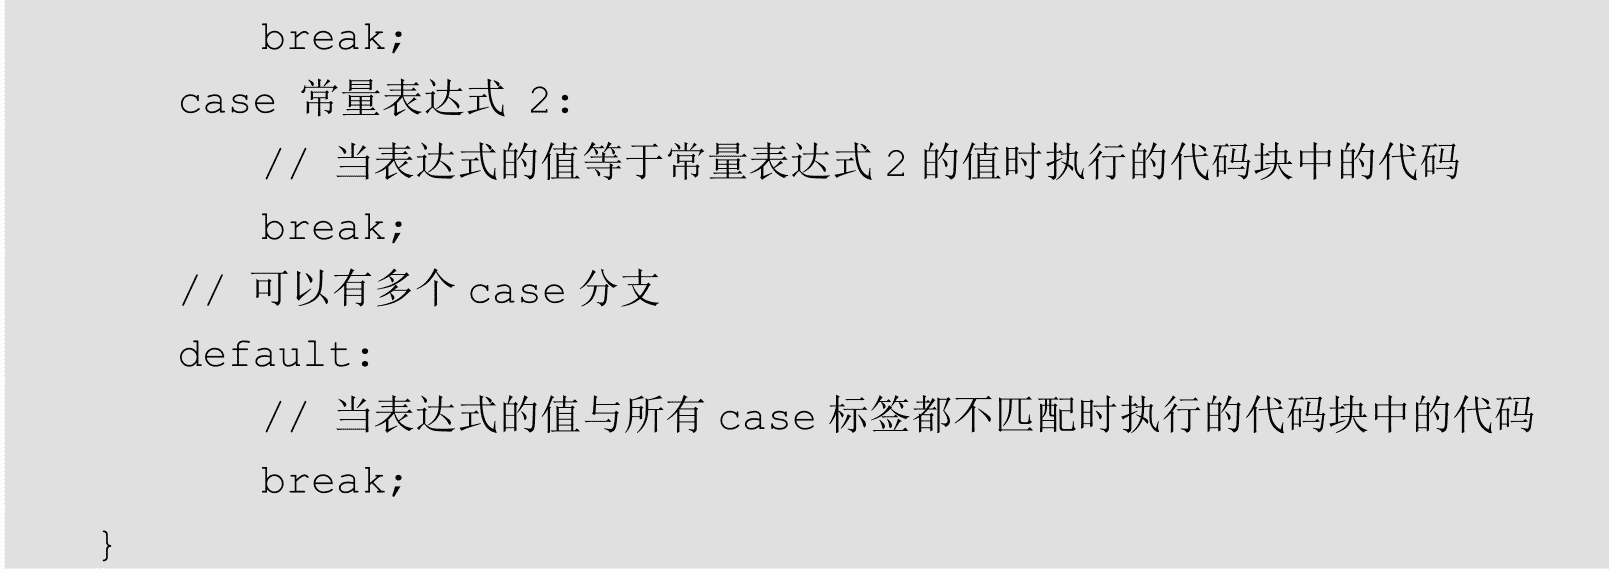 break;
case 常量表达式 2:
// 当表达式的值等于常量表达式 2 的值时执行的代码块中的代码
break;
// 可以有多个 case 分支
default:
// 当表达式的值与所有 case 标签都不匹配时执行的代码块中的代码
break;
}